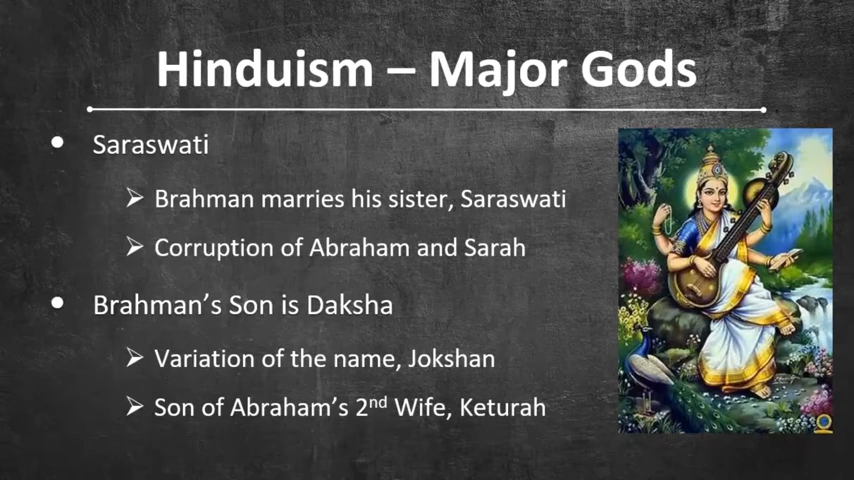 Hinduism – Major Gods
• Saraswati
➢ Brahman marries his sister, Saraswati
➢ Corruption of Abraham and Sarah
• Brahman’s Son is Daksha
➢ Variation of the name, Jokshan
➢ Son of Abraham’s 2nd Wife, Keturah